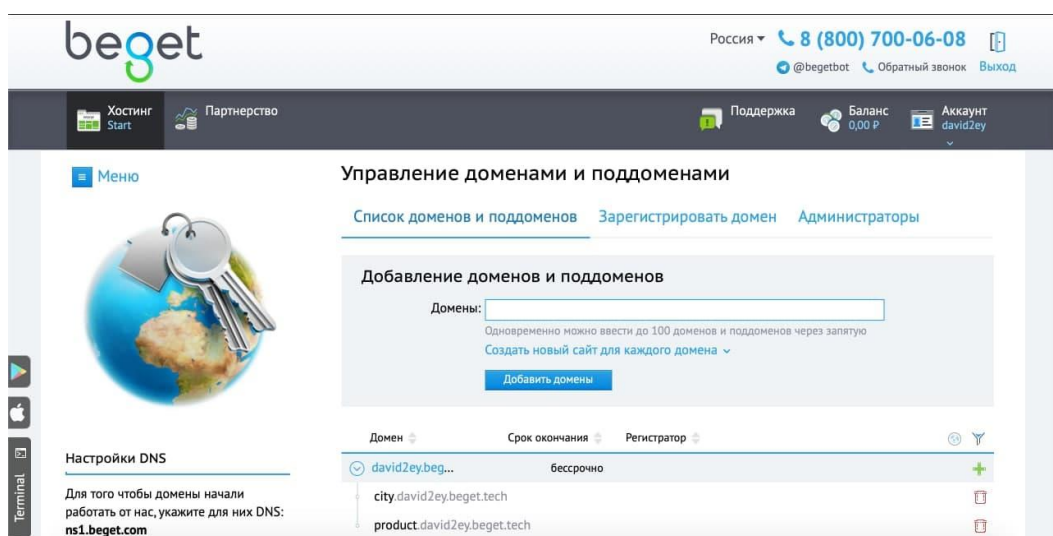 beget
Россия 8 (800) 700-06-08
@begetbot Обратный звонок Выход
Хостинг
Start
Партнерство
Поддержка
Баланс
0,00 ₽
Аккаунт
david2ey
Меню
Управление доменами и поддоменами
Список доменов и поддоменов Зарегистрировать домен Администраторы
Добавление доменов и поддоменов
Домены:
Одновременно можно ввести до 100 доменов и поддоменов через запятую
Создать новый сайт для каждого домена
Добавить домены
Домен Срок окончания Регистратор
david2ey.beg... бессрочно
city.david2ey.beget.tech
product.david2ey.beget.tech
Настройки DNS
Для того чтобы домены начали
работать от нас, укажите для них DNS:
ns1.beget.com
Terminal